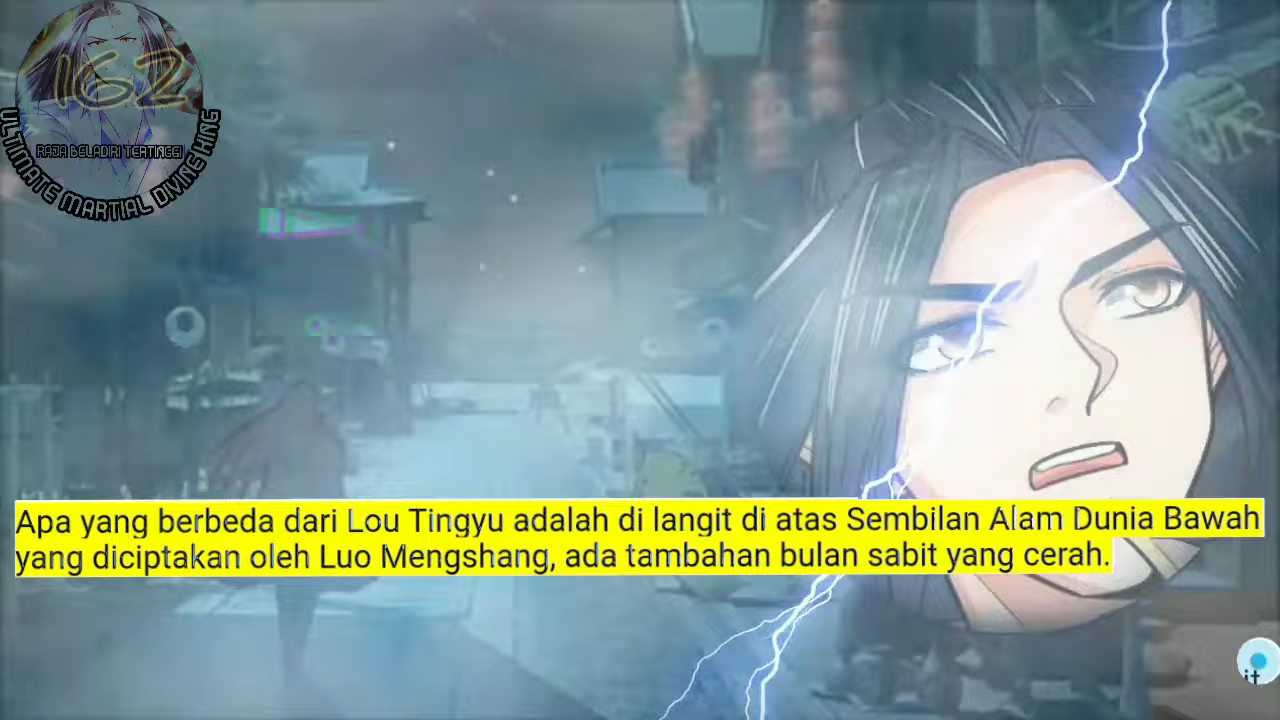 162
RAJA BELADIRI TERTINGGI
ULTIMATE MARTIAL DIVINE KING
Apa yang berbeda dari Lou Tingyu adalah di langit di atas Sembilan Alam Dunia Bawah
yang diciptakan oleh Luo Mengshang, ada tambahan bulan sabit yang cerah.
it